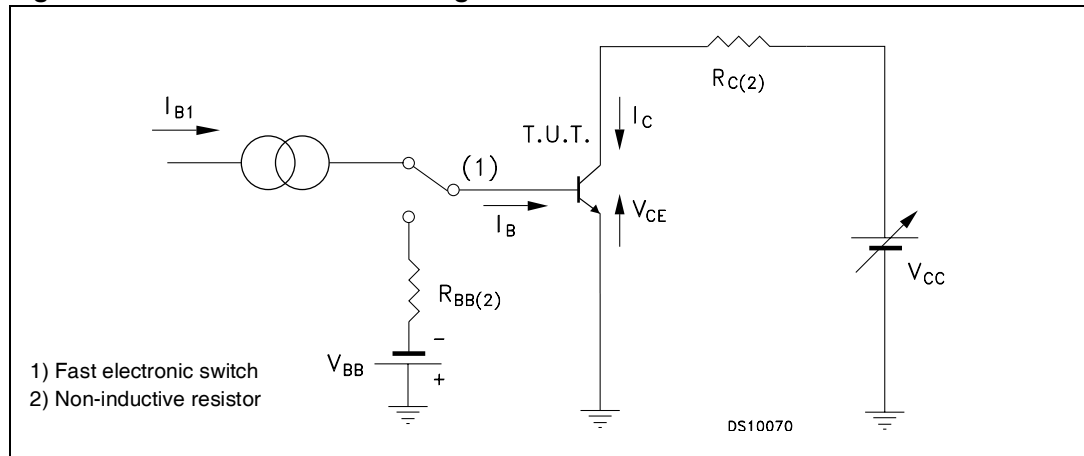 I_B1
R_C(2)
I_C
T.U.T.
(1)
I_B
V_CE
R_BB(2)
V_CC
−
V_BB
+
1) Fast electronic switch
2) Non-inductive resistor
DS10070